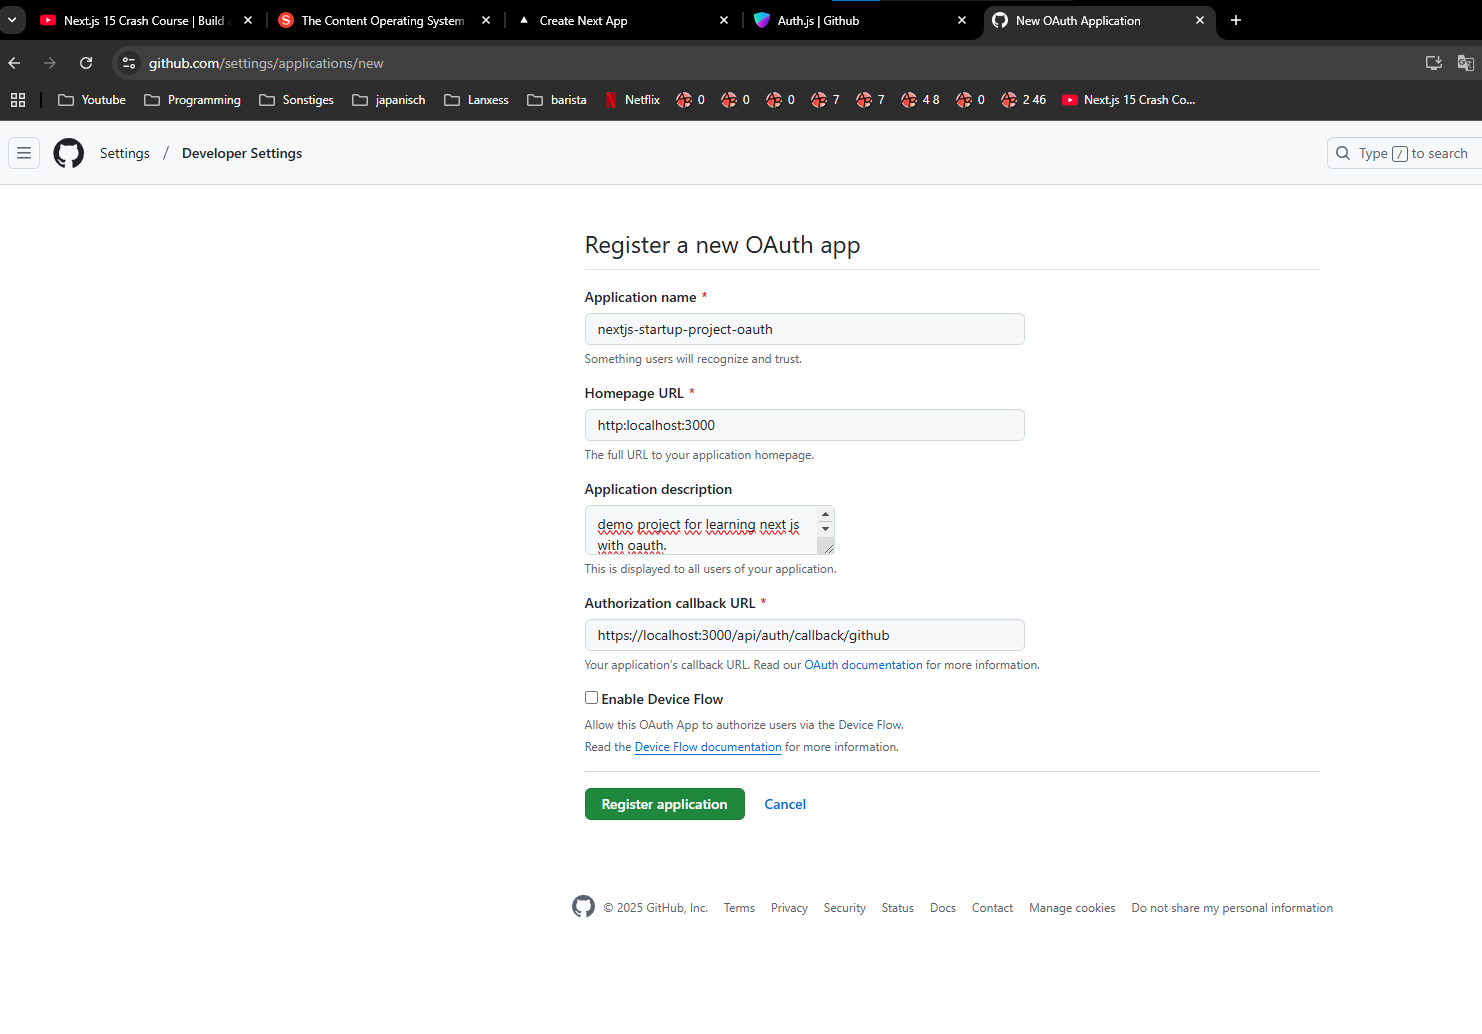 Next.js 15 Crash Course | Build a
The Content Operating System
Create Next App
Auth.js | Github
New OAuth Application
github.com/settings/applications/new
Youtube
Programming
Sonstiges
japanisch
Lanxess
barista
Netflix
0
0
0
7
7
4 8
0
2 46
Next.js 15 Crash Co...
Settings / Developer Settings
Type / to search
Register a new OAuth app
Application name *
nextjs-startup-project-oauth
Something users will recognize and trust.
Homepage URL *
http:localhost:3000
The full URL to your application homepage.
Application description
demo project for learning next js
with oauth.
This is displayed to all users of your application.
Authorization callback URL *
https://localhost:3000/api/auth/callback/github
Your application's callback URL. Read our OAuth documentation for more information.
Enable Device Flow
Allow this OAuth App to authorize users via the Device Flow.
Read the Device Flow documentation for more information.
Register application
Cancel
© 2025 GitHub, Inc.
Terms
Privacy
Security
Status
Docs
Contact
Manage cookies
Do not share my personal information